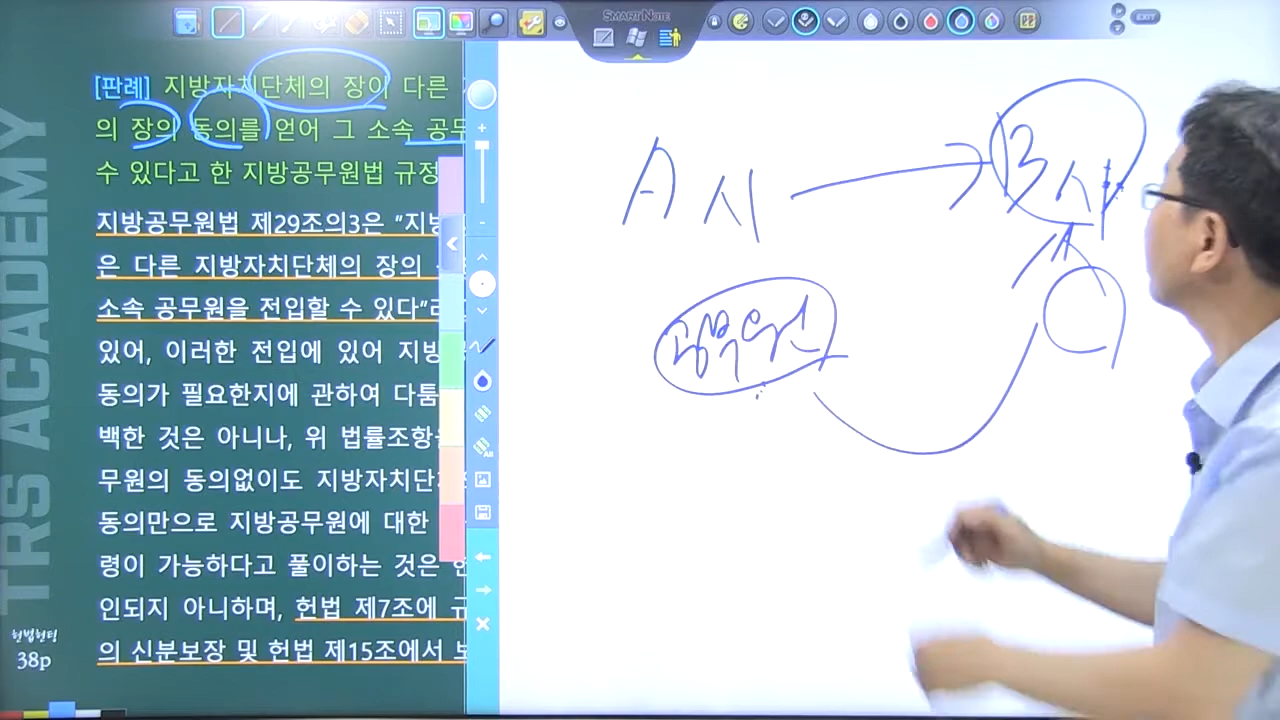 SMARTNOTE
EXIT
TRS ACADEMY
[판례] 지방자치단체의 장이 다른
의 장의 동의를 얻어 그 소속 공무
수 있다고 한 지방공무원법 규정
지방공무원법 제29조의3은 "지방
은 다른 지방자치단체의 장의
소속 공무원을 전입할 수 있다"라
있어, 이러한 전입에 있어 지방
동의가 필요한지에 관하여 다툼
백한 것은 아니나, 위 법률조항을
무원의 동의없이도 지방자치단
동의만으로 지방공무원에 대한
령이 가능하다고 풀이하는 것은
인되지 아니하며, 헌법 제7조에 규
의 신분보장 및 헌법 제15조에서 보
헌법헌터
38p
A시
B시
공무원